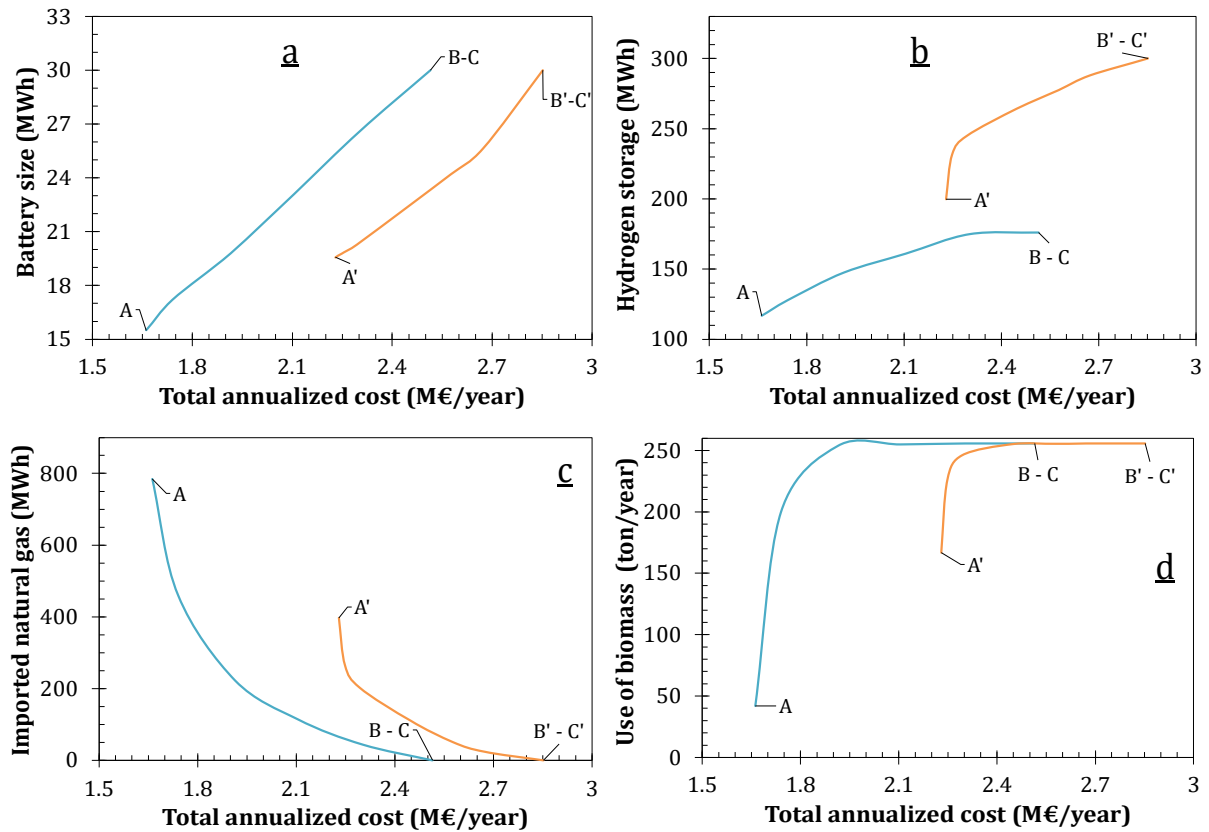 a
Battery size (MWh)
33
30
27
24
21
18
15
B-C
B'-C'
A
A'
1.5 1.8 2.1 2.4 2.7 3
Total annualized cost (M€/year)
b
Hydrogen storage (MWh)
300
250
200
150
100
B' - C'
A'
B - C
A
1.5 1.8 2.1 2.4 2.7 3
Total annualized cost (M€/year)
c
Imported natural gas (MWh)
800
600
400
200
0
A
A'
B - C
B' - C'
1.5 1.8 2.1 2.4 2.7 3
Total annualized cost (M€/year)
d
Use of biomass (ton/year)
250
200
150
100
50
0
B - C
B' - C'
A'
A
1.5 1.8 2.1 2.4 2.7 3
Total annualized cost (M€/year)